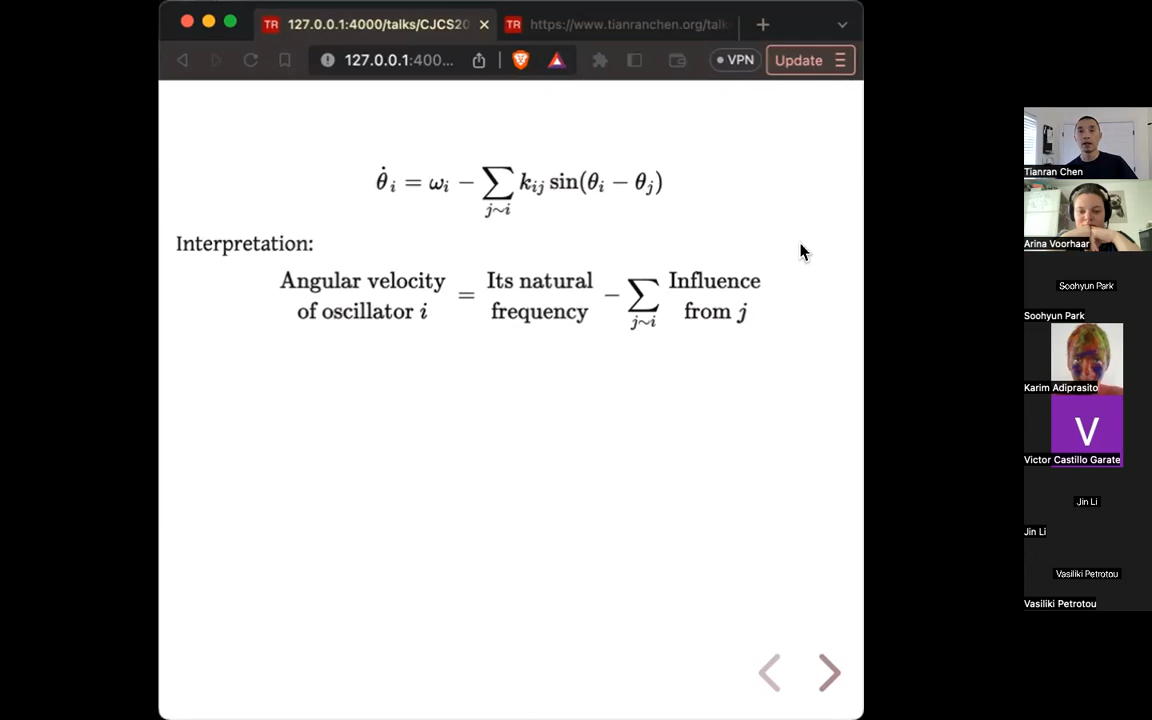 TR 127.0.0.1:4000/talks/CJCS20
TR https://www.tianranchen.org/talk
127.0.0.1:400...
VPN
Update
θ̇ᵢ = ωᵢ − ∑ kᵢⱼ sin(θᵢ − θⱼ)
j∼i
Interpretation:
Angular velocity of oscillator i = Its natural frequency − ∑ Influence from j
j∼i
Tianran Chen
Arina Voorhaar
Soohyun Park
Soohyun Park
Karim Adiprasito
V
Victor Castillo Garate
Jin Li
Jin Li
Vasiliki Petrotou
Vasiliki Petrotou